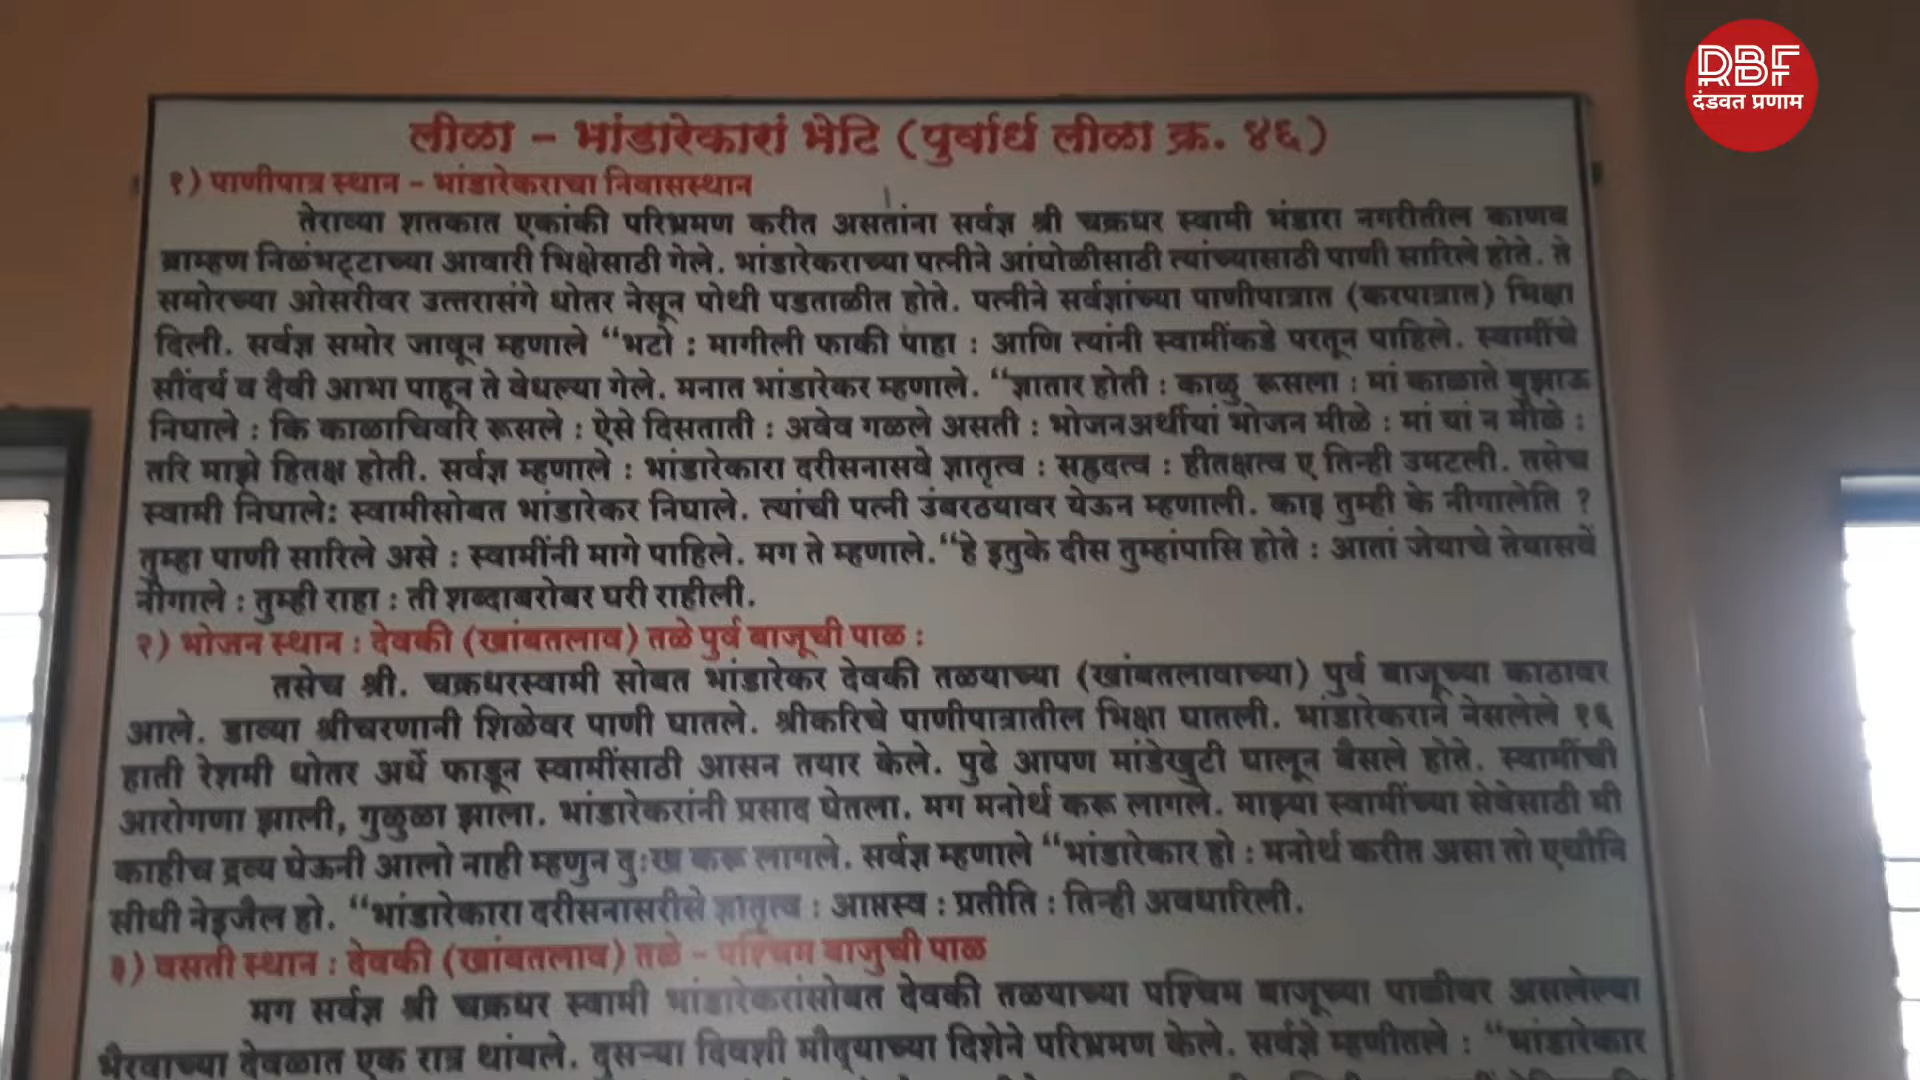 RBF
दंडवत प्रणाम
लीळा - भांडारेकारां भेटि (पुर्वार्ध लीळा क्र. ४६)
१) पाणीपात्र स्थान - भांडारेकराचा निवासस्थान
तेराव्या शतकात एकांकी परिभ्रमण करीत असतांना सर्वज्ञ श्री चक्रधर स्वामी भंडारा नगरीतील काणव
ब्राम्हण निळंभट्टाच्या आवारी भिक्षेसाठी गेले. भांडारेकराच्या पत्नीने आंघोळीसाठी त्यांच्यासाठी पाणी सारिले होते. ते
समोरच्या ओसरीवर उत्तरासंगे धोतर नेसून पोथी पडताळीत होते. पत्नीने सर्वज्ञांच्या पाणीपात्रात (करपात्रात) भिक्षा
दिली. सर्वज्ञ समोर जावून म्हणाले “भटो : मागीली फाकी पाहा : आणि त्यांनी स्वामींकडे परतून पाहिले. स्वामींचे
सौंदर्य व दैवी आभा पाहून ते वेधल्या गेले. मनात भांडारेकर म्हणाले. “ज्ञातार होती : काळु रूसला : मां काळाते बुझाऊ
निघाले : कि काळाचिवरि रूसले : ऐसे दिसताती : अवेव गळले असती : भोजनअर्थीयां भोजन मीळे : मां यां न मीळे :
तरि माझे हितक्ष होती. सर्वज्ञ म्हणाले : भांडारेकारा दरीसनासवे ज्ञातृत्व : सह्रदत्व : हीतक्षत्व ए तिन्ही उमटली. तसेच
स्वामी निघाले: स्वामीसोबत भांडारेकर निघाले. त्यांची पत्नी उंबरठयावर येऊन म्हणाली. काइ तुम्ही के नीगालेति ?
तुम्हा पाणी सारिले असे : स्वामींनी मागे पाहिले. मग ते म्हणाले.“हे इतुके दीस तुम्हांपासि होते : आतां जेयाचे तेयासवें
नीगाले : तुम्ही राहा : ती शब्दाबरोबर घरी राहीली.
२) भोजन स्थान : देवकी (खांबतलाव) तळे पुर्व बाजूची पाळ :
तसेच श्री. चक्रधरस्वामी सोबत भांडारेकर देवकी तळयाच्या (खांबतलावाच्या) पुर्व बाजूच्या काठावर
आले. डाव्या श्रीचरणानी शिळेवर पाणी घातले. श्रीकरिचे पाणीपात्रातील भिक्षा घातली. भांडारेकराने नेसलेले १६
हाती रेशमी धोतर अर्धे फाडून स्वामींसाठी आसन तयार केले. पुढे आपण मांडेखुटी घालून बैसले होते. स्वामींची
आरोगणा झाली, गुळुळा झाला. भांडारेकरांनी प्रसाद घेतला. मग मनोर्थ करू लागले. माझ्या स्वामींच्या सेवेसाठी मी
काहीच द्रव्य घेऊनी आलो नाही म्हणुन दु:ख करू लागले. सर्वज्ञ म्हणाले “भांडारेकार हो : मनोर्थ करीत असा तो एथौनि
सीधी नेइजैल हो. “भांडारेकारा दरीसनासरीसे ज्ञातृत्व : आप्तस्व : प्रतीति : तिन्ही अवधारिली.
३) वसती स्थान : देवकी (खांबतलाव) तळे - पश्चिम बाजुची पाळ
मग सर्वज्ञ श्री चक्रधर स्वामी भांडारेकरांसोबत देवकी तळयाच्या पश्चिम बाजूच्या पाळीवर असलेल्या
भैरवाच्या देवळात एक रात्र थांबले. दुसऱ्या दिवशी मौद्याच्या दिशेने परिभ्रमण केले. सर्वज्ञे म्हणीतले : “भांडारेकार